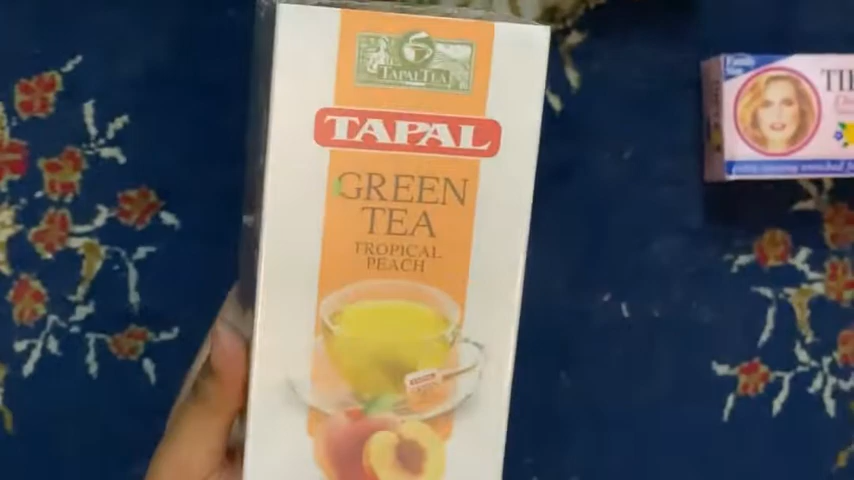 TAPAL TEA
TAPAL
GREEN
TEA
TROPICAL
PEACH